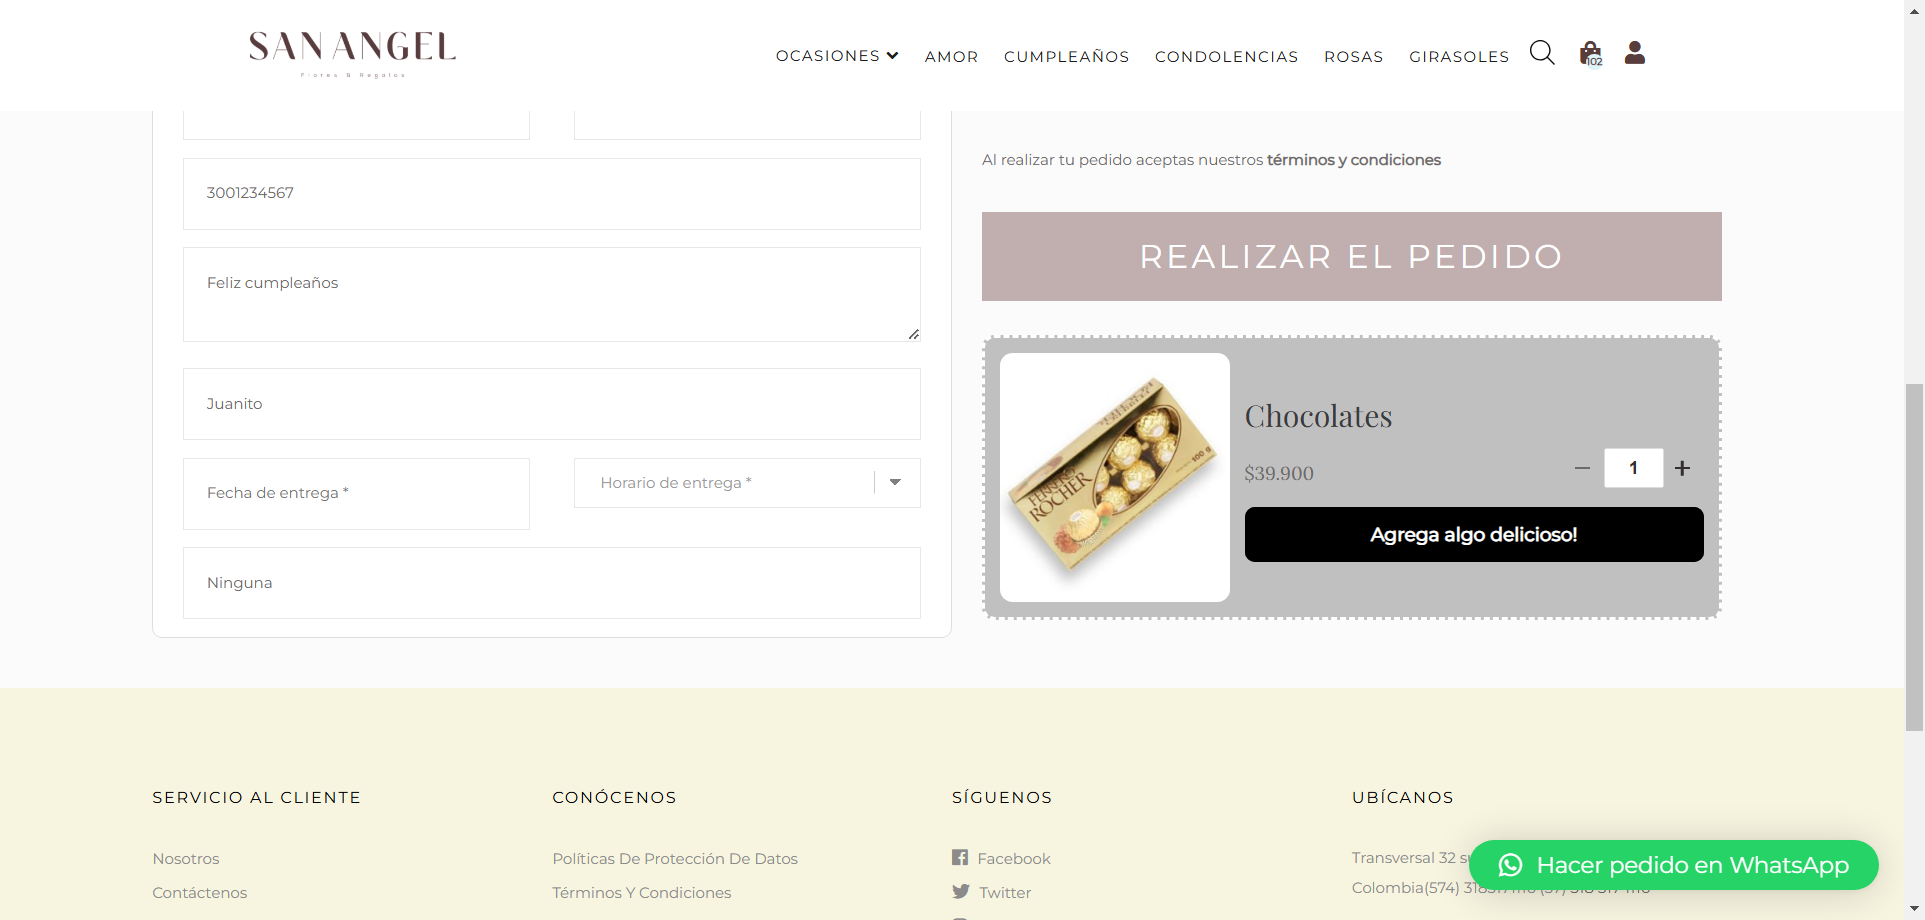 SAN ANGEL
Flores & Regalos
OCASIONES
AMOR
CUMPLEAÑOS
CONDOLENCIAS
ROSAS
GIRASOLES
102
3001234567
Feliz cumpleaños
Juanito
Fecha de entrega *
Horario de entrega *
Ninguna
Al realizar tu pedido aceptas nuestros términos y condiciones
REALIZAR EL PEDIDO
FERRERO
ROCHER
100 g
Chocolates
$39.900
1
Agrega algo delicioso!
SERVICIO AL CLIENTE
Nosotros
Contáctenos
CONÓCENOS
Políticas De Protección De Datos
Términos Y Condiciones
SÍGUENOS
Facebook
Twitter
UBÍCANOS
Transversal 32
Colombia(574)
Hacer pedido en WhatsApp